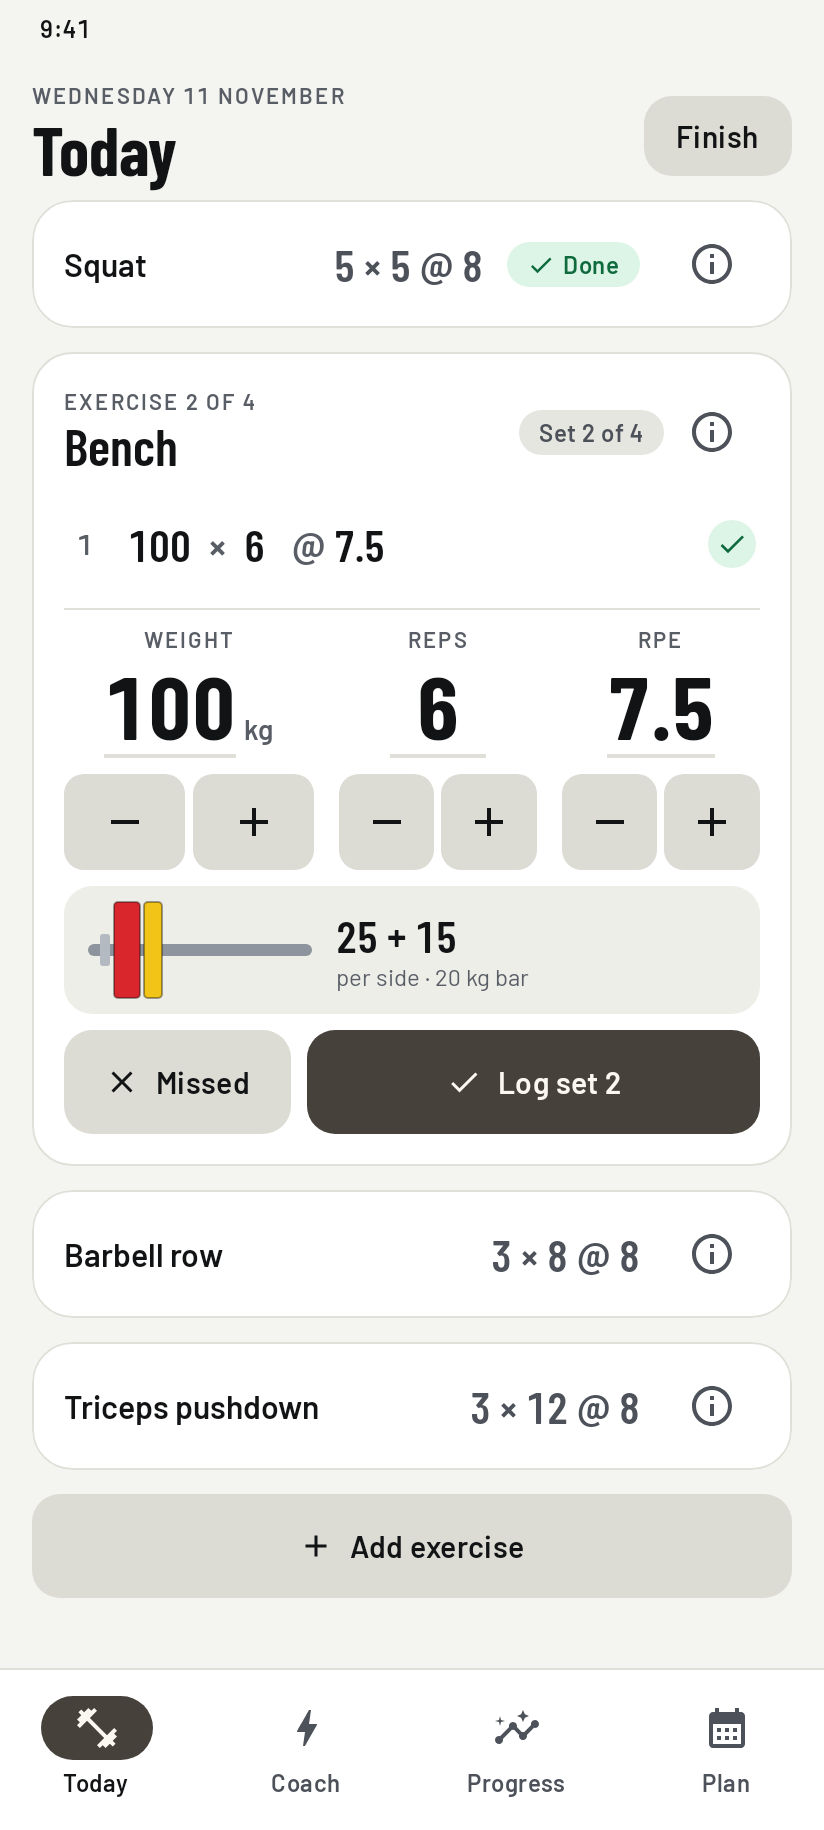 9:41
WEDNESDAY 11 NOVEMBER
Today
Finish
Squat 5 × 5 @ 8 Done
EXERCISE 2 OF 4
Bench
Set 2 of 4
1 100 × 6 @ 7.5
WEIGHT REPS RPE
100 kg 6 7.5
25 + 15
per side · 20 kg bar
Missed Log set 2
Barbell row 3 × 8 @ 8
Triceps pushdown 3 × 12 @ 8
Add exercise
Today Coach Progress Plan